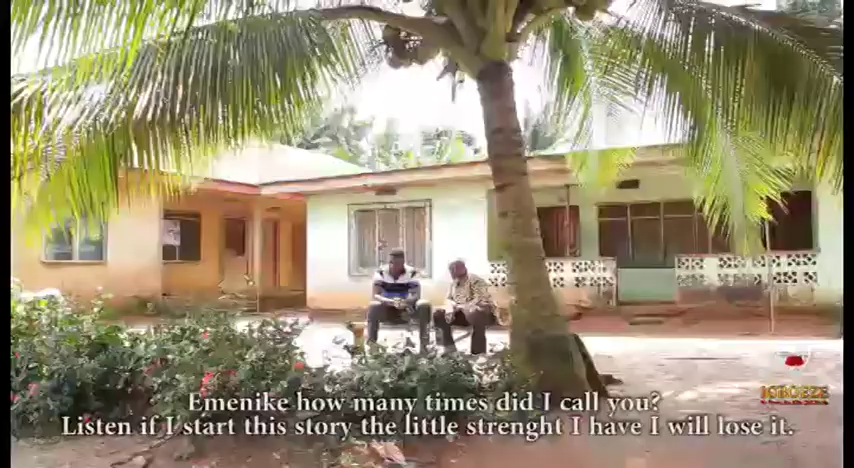 IGBOEZE
Emenike how many times did I call you?
Listen if I start this story the little strenght I have I will lose it.